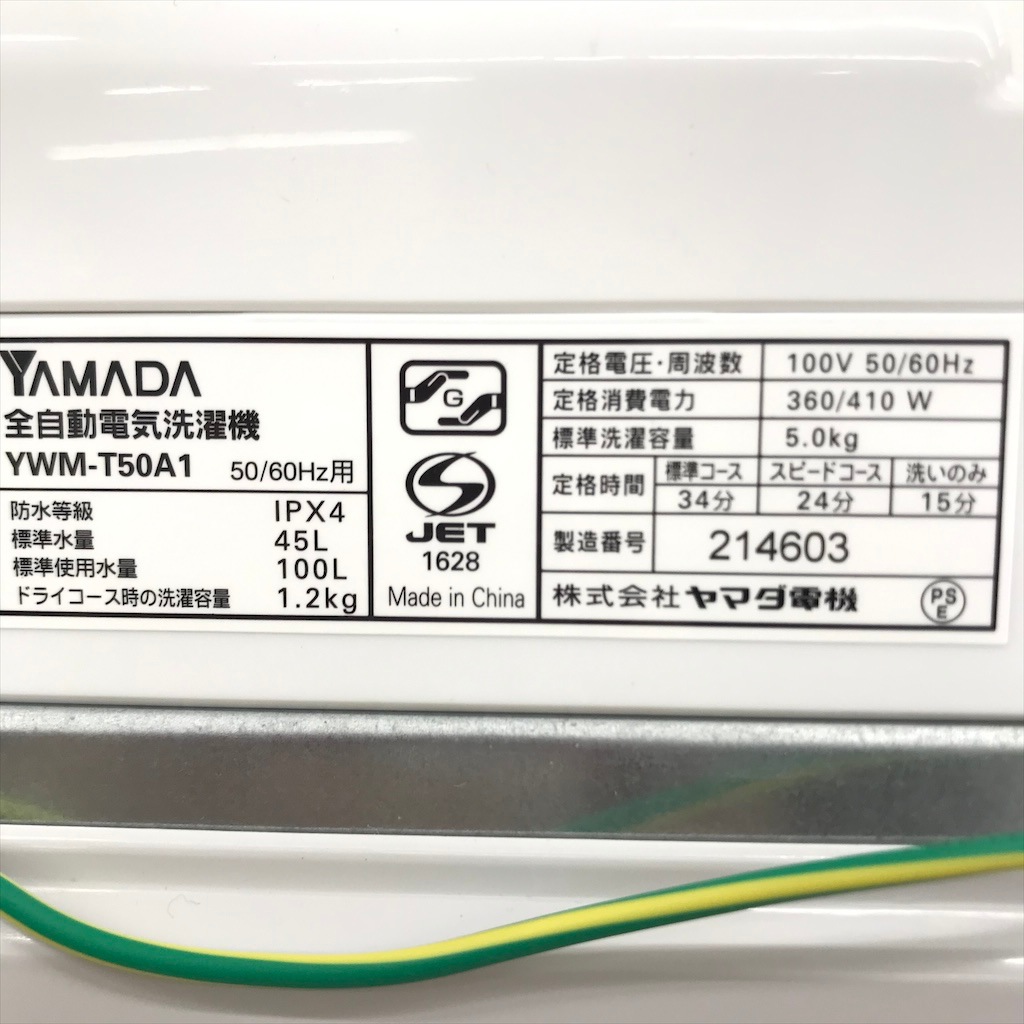 YAMADA
全自動電気洗濯機
YWM-T50A1 50/60Hz用
防水等級 IPX4
標準水量 45L
標準使用水量 100L
ドライコース時の洗濯容量 1.2kg
G
S
JET
1628
Made in China
定格電圧・周波数 100V 50/60Hz
定格消費電力 360/410 W
標準洗濯容量 5.0kg
定格時間 標準コース スピードコース 洗いのみ
34分 24分 15分
製造番号 214603
株式会社ヤマダ電機 PSE